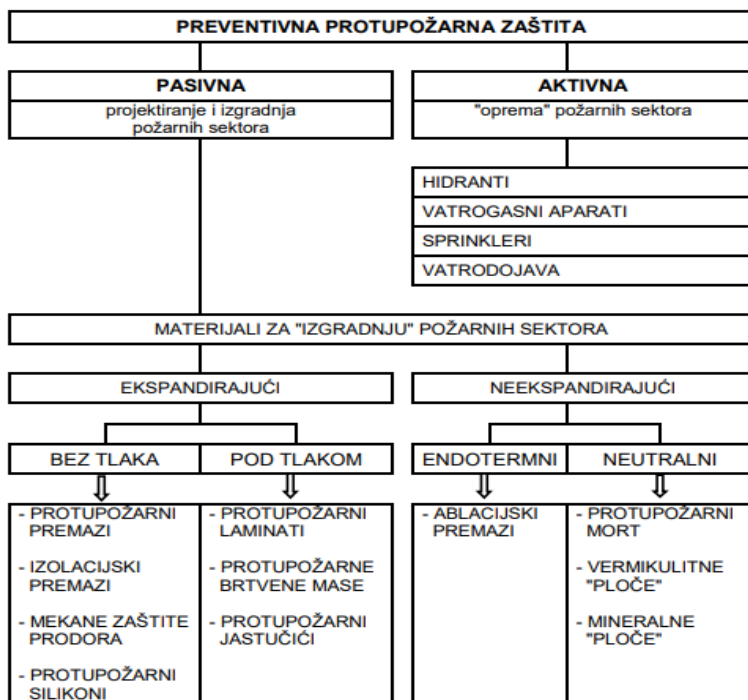 PREVENTIVNA PROTUPOŽARNA ZAŠTITA
PASIVNA
projektiranje i izgradnja
požarnih sektora
AKTIVNA
"oprema" požarnih sektora
HIDRANTI
VATROGASNI APARATI
SPRINKLERI
VATRODOJAVA
MATERIJALI ZA "IZGRADNJU" POŽARNIH SEKTORA
EKSPANDIRAJUĆI
NEEKSPANDIRAJUĆI
BEZ TLAKA
POD TLAKOM
ENDOTERMNI
NEUTRALNI
- PROTUPOŽARNI
PREMAZI
- IZOLACIJSKI
PREMAZI
- MEKANE ZAŠTITE
PRODORA
- PROTUPOŽARNI
SILIKONI
- PROTUPOŽARNI
LAMINATI
- PROTUPOŽARNE
BRTVENE MASE
- PROTUPOŽARNI
JASTUČIĆI
- ABLACIJSKI
PREMAZI
- PROTUPOŽARNI
MORT
- VERMIKULITNE
"PLOČE"
- MINERALNE
"PLOČE"